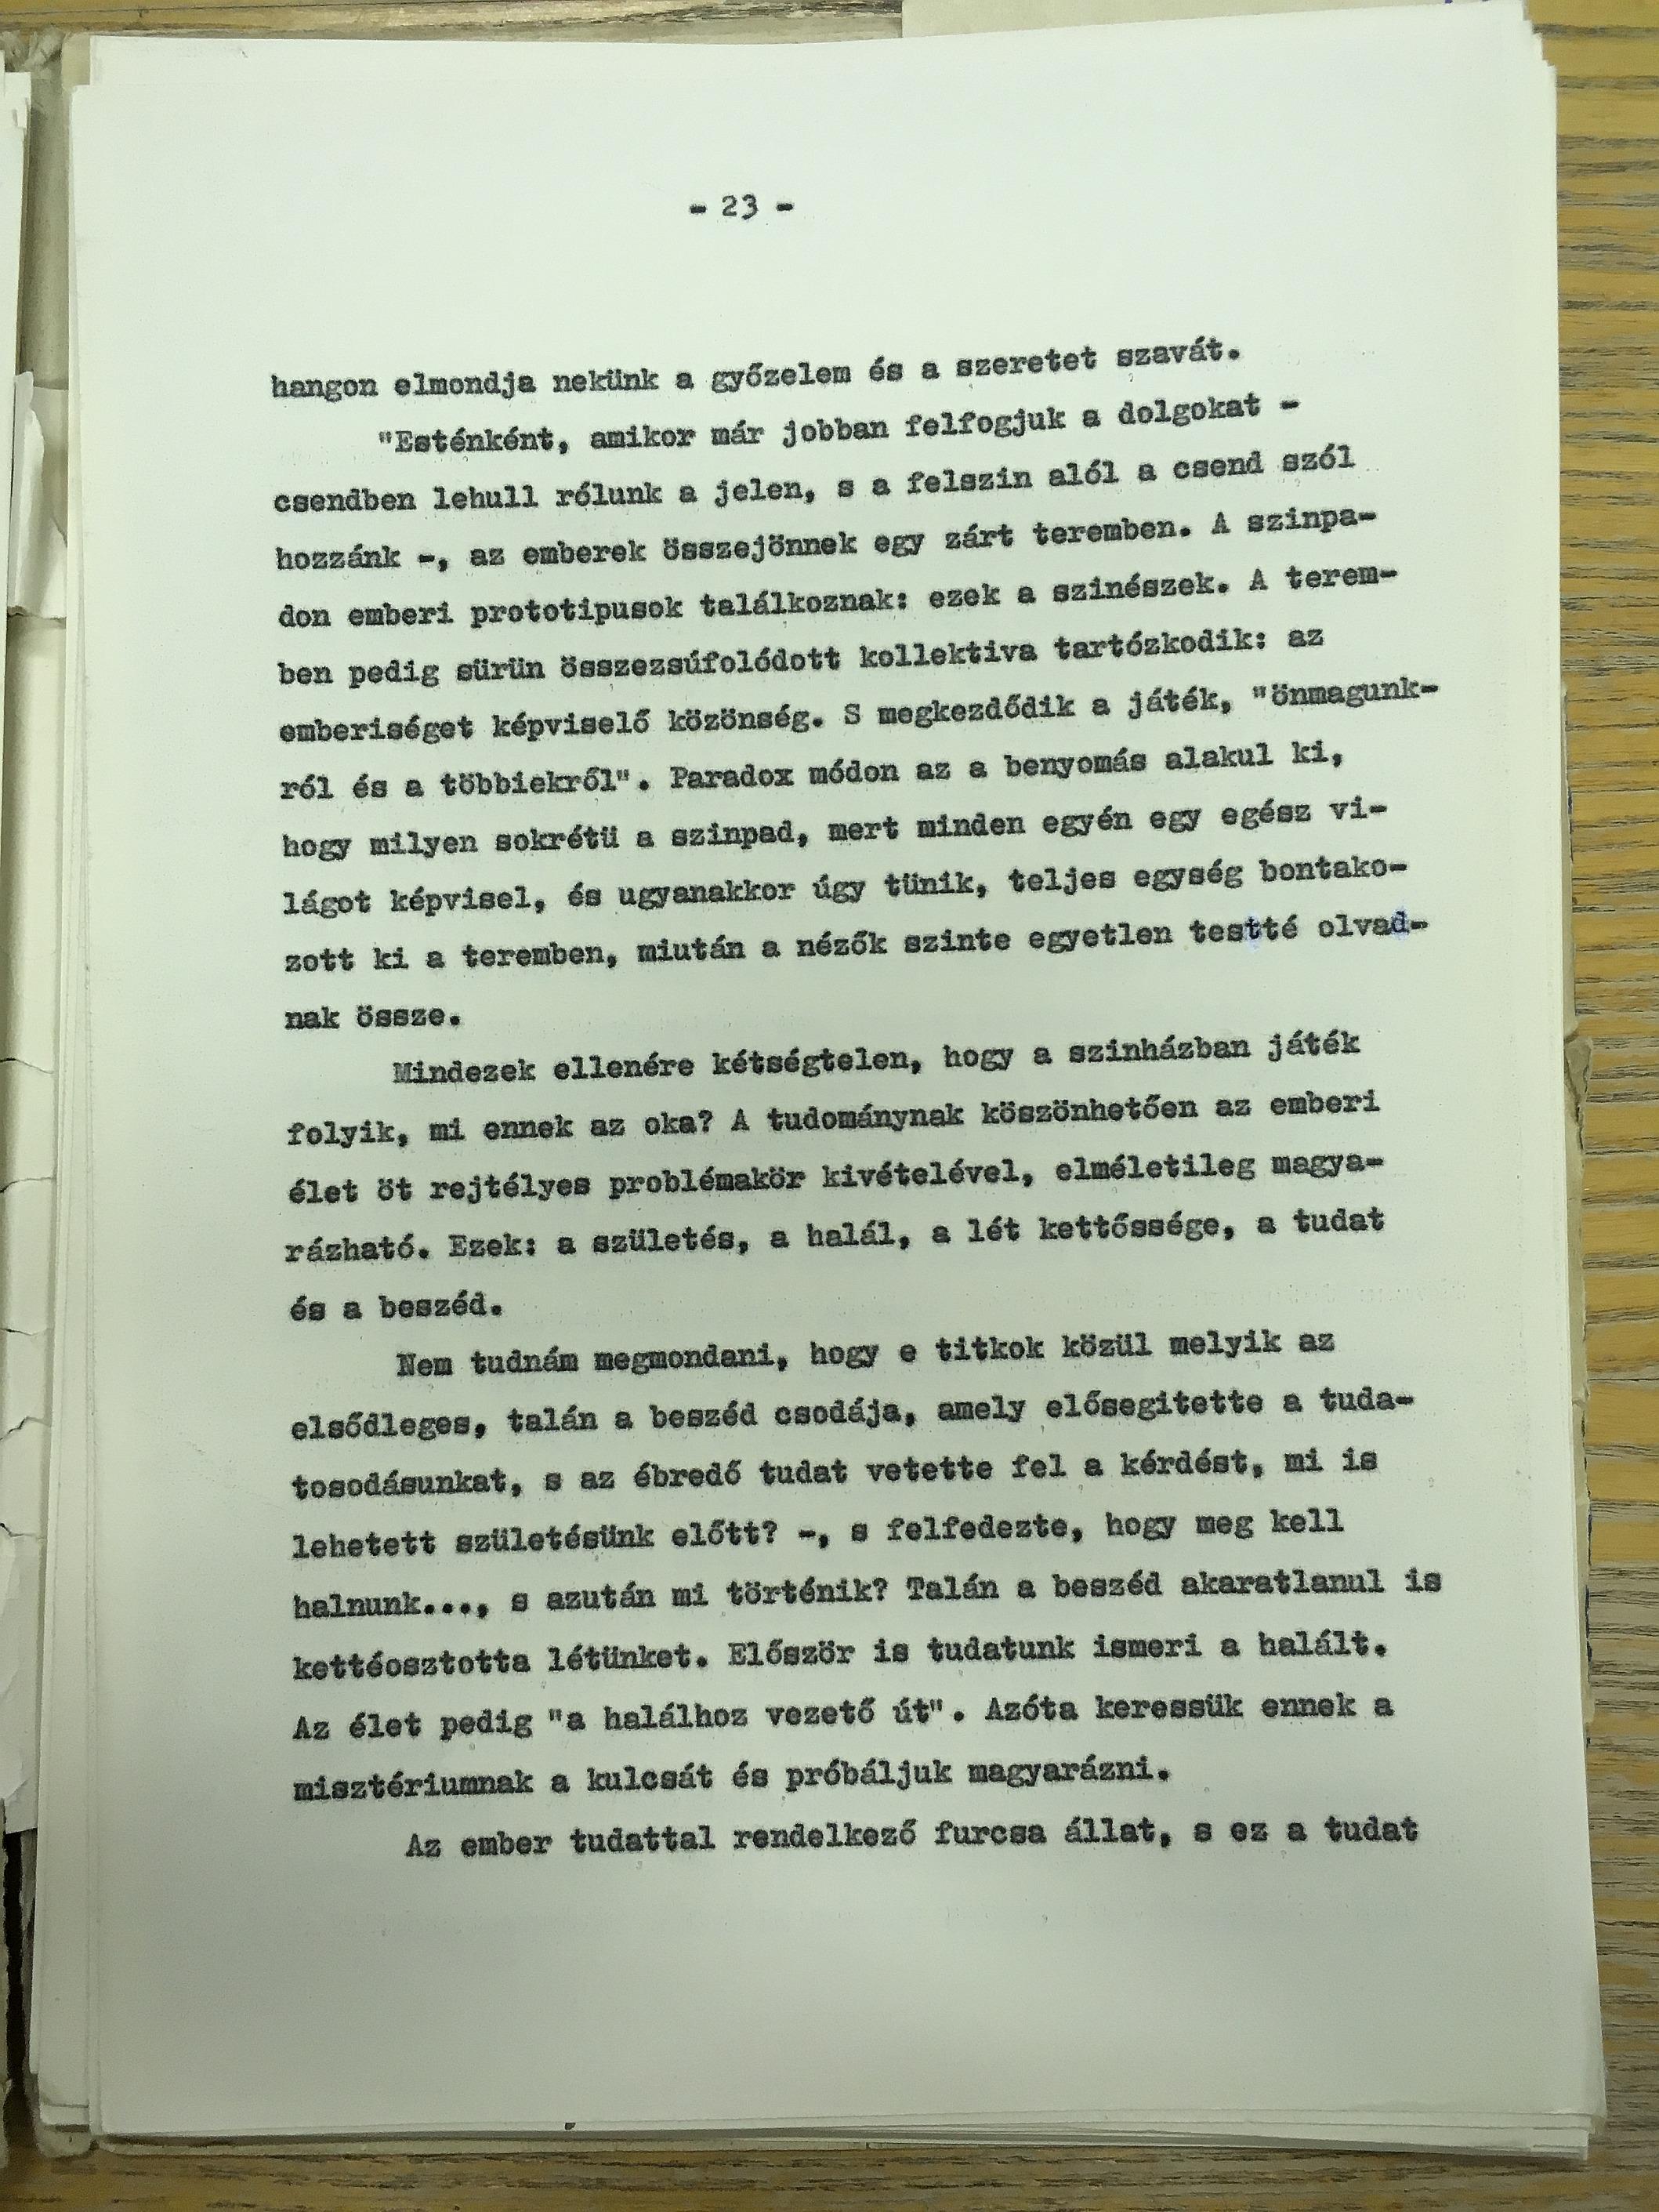 - 23 -
hangon elmondja nekünk a győzelem és a szeretet szavát.
"Esténként, amikor már jobban felfogjuk a dolgokat -
csendben lehull rólunk a jelen, s a felszin alól a csend szól
hozzánk -, az emberek összejönnek egy zárt teremben. A szinpa-
don emberi prototipusok találkoznak: ezek a szinészek. A terem-
ben pedig sürün összezsúfolódott kollektiva tartózkodik: az
emberiséget képviselő közönség. S megkezdődik a játék, "önmagunk-
ról és a többiekről". Paradox módon az a benyomás alakul ki,
hogy milyen sokrétü a szinpad, mert minden egyén egy egész vi-
lágot képvisel, és ugyanakkor úgy tünik, teljes egység bontako-
zott ki a teremben, miután a nézők szinte egyetlen testté olvad-
nak össze.
Mindezek ellenére kétségtelen, hogy a szinházban játék
folyik, mi ennek az oka? A tudománynak köszönhetően az emberi
élet öt rejtélyes problémakör kivételével, elméletileg magya-
rázható. Ezek: a születés, a halál, a lét kettőssége, a tudat
és a beszéd.
Nem tudnám megmondani, hogy e titkok közül melyik az
elsődleges, talán a beszéd csodája, amely elősegitette a tuda-
tosodásunkat, s az ébredő tudat vetette fel a kérdést, mi is
lehetett születésünk előtt? -, s felfedezte, hogy meg kell
halnunk..., s azután mi történik? Talán a beszéd akaratlanul is
kettéosztotta létünket. Először is tudatunk ismeri a halált.
Az élet pedig "a halálhoz vezető út". Azóta keressük ennek a
misztériumnak a kulcsát és próbáljuk magyarázni.
Az ember tudattal rendelkező furcsa állat, s ez a tudat